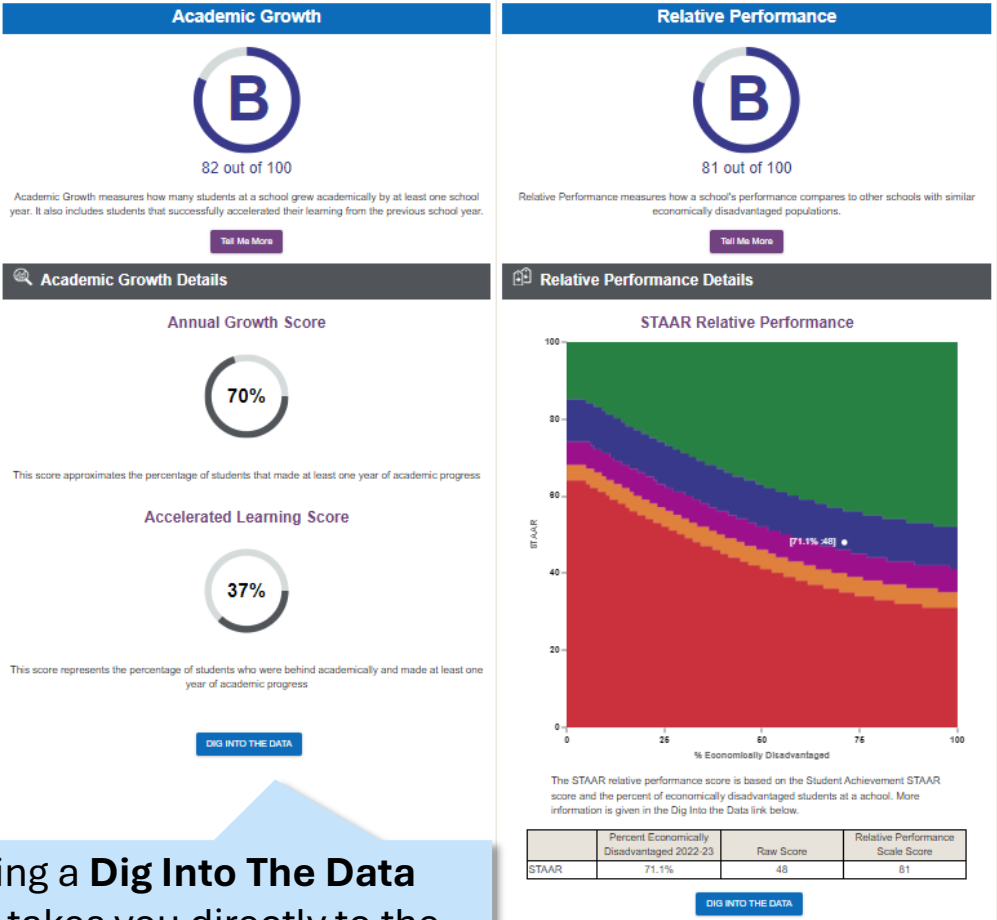 Academic Growth
B
82 out of 100
Academic Growth measures how many students at a school grew academically by at least one school
year. It also includes students that successfully accelerated their learning from the previous school year.
Tell Me More
Academic Growth Details
Annual Growth Score
70%
This score approximates the percentage of students that made at least one year of academic progress
Accelerated Learning Score
37%
This score represents the percentage of students who were behind academically and made at least one
year of academic progress
DIG INTO THE DATA
ing a Dig Into The Data
takes you directly to the
Relative Performance
B
81 out of 100
Relative Performance measures how a school's performance compares to other schools with similar
economically disadvantaged populations.
Tell Me More
Relative Performance Details
STAAR Relative Performance
100
80
60
40
20
0
STAAR
[71.1% :48]
0 25 50 75 100
% Economically Disadvantaged
The STAAR relative performance score is based on the Student Achievement STAAR
score and the percent of economically disadvantaged students at a school. More
information is given in the Dig Into the Data link below.
Percent Economically Disadvantaged 2022-23 Raw Score Relative Performance Scale Score
STAAR 71.1% 48 81
DIG INTO THE DATA